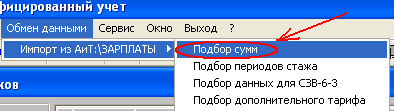 фицированный учет
Обмен данными Сервис Окно Выход ?
Импорт из АиТ:\ЗАРПЛАТЫ Подбор сумм
Подбор периодов стажа
Подбор данных для СЗВ-6-3
Подбор дополнительного тарифа
ков